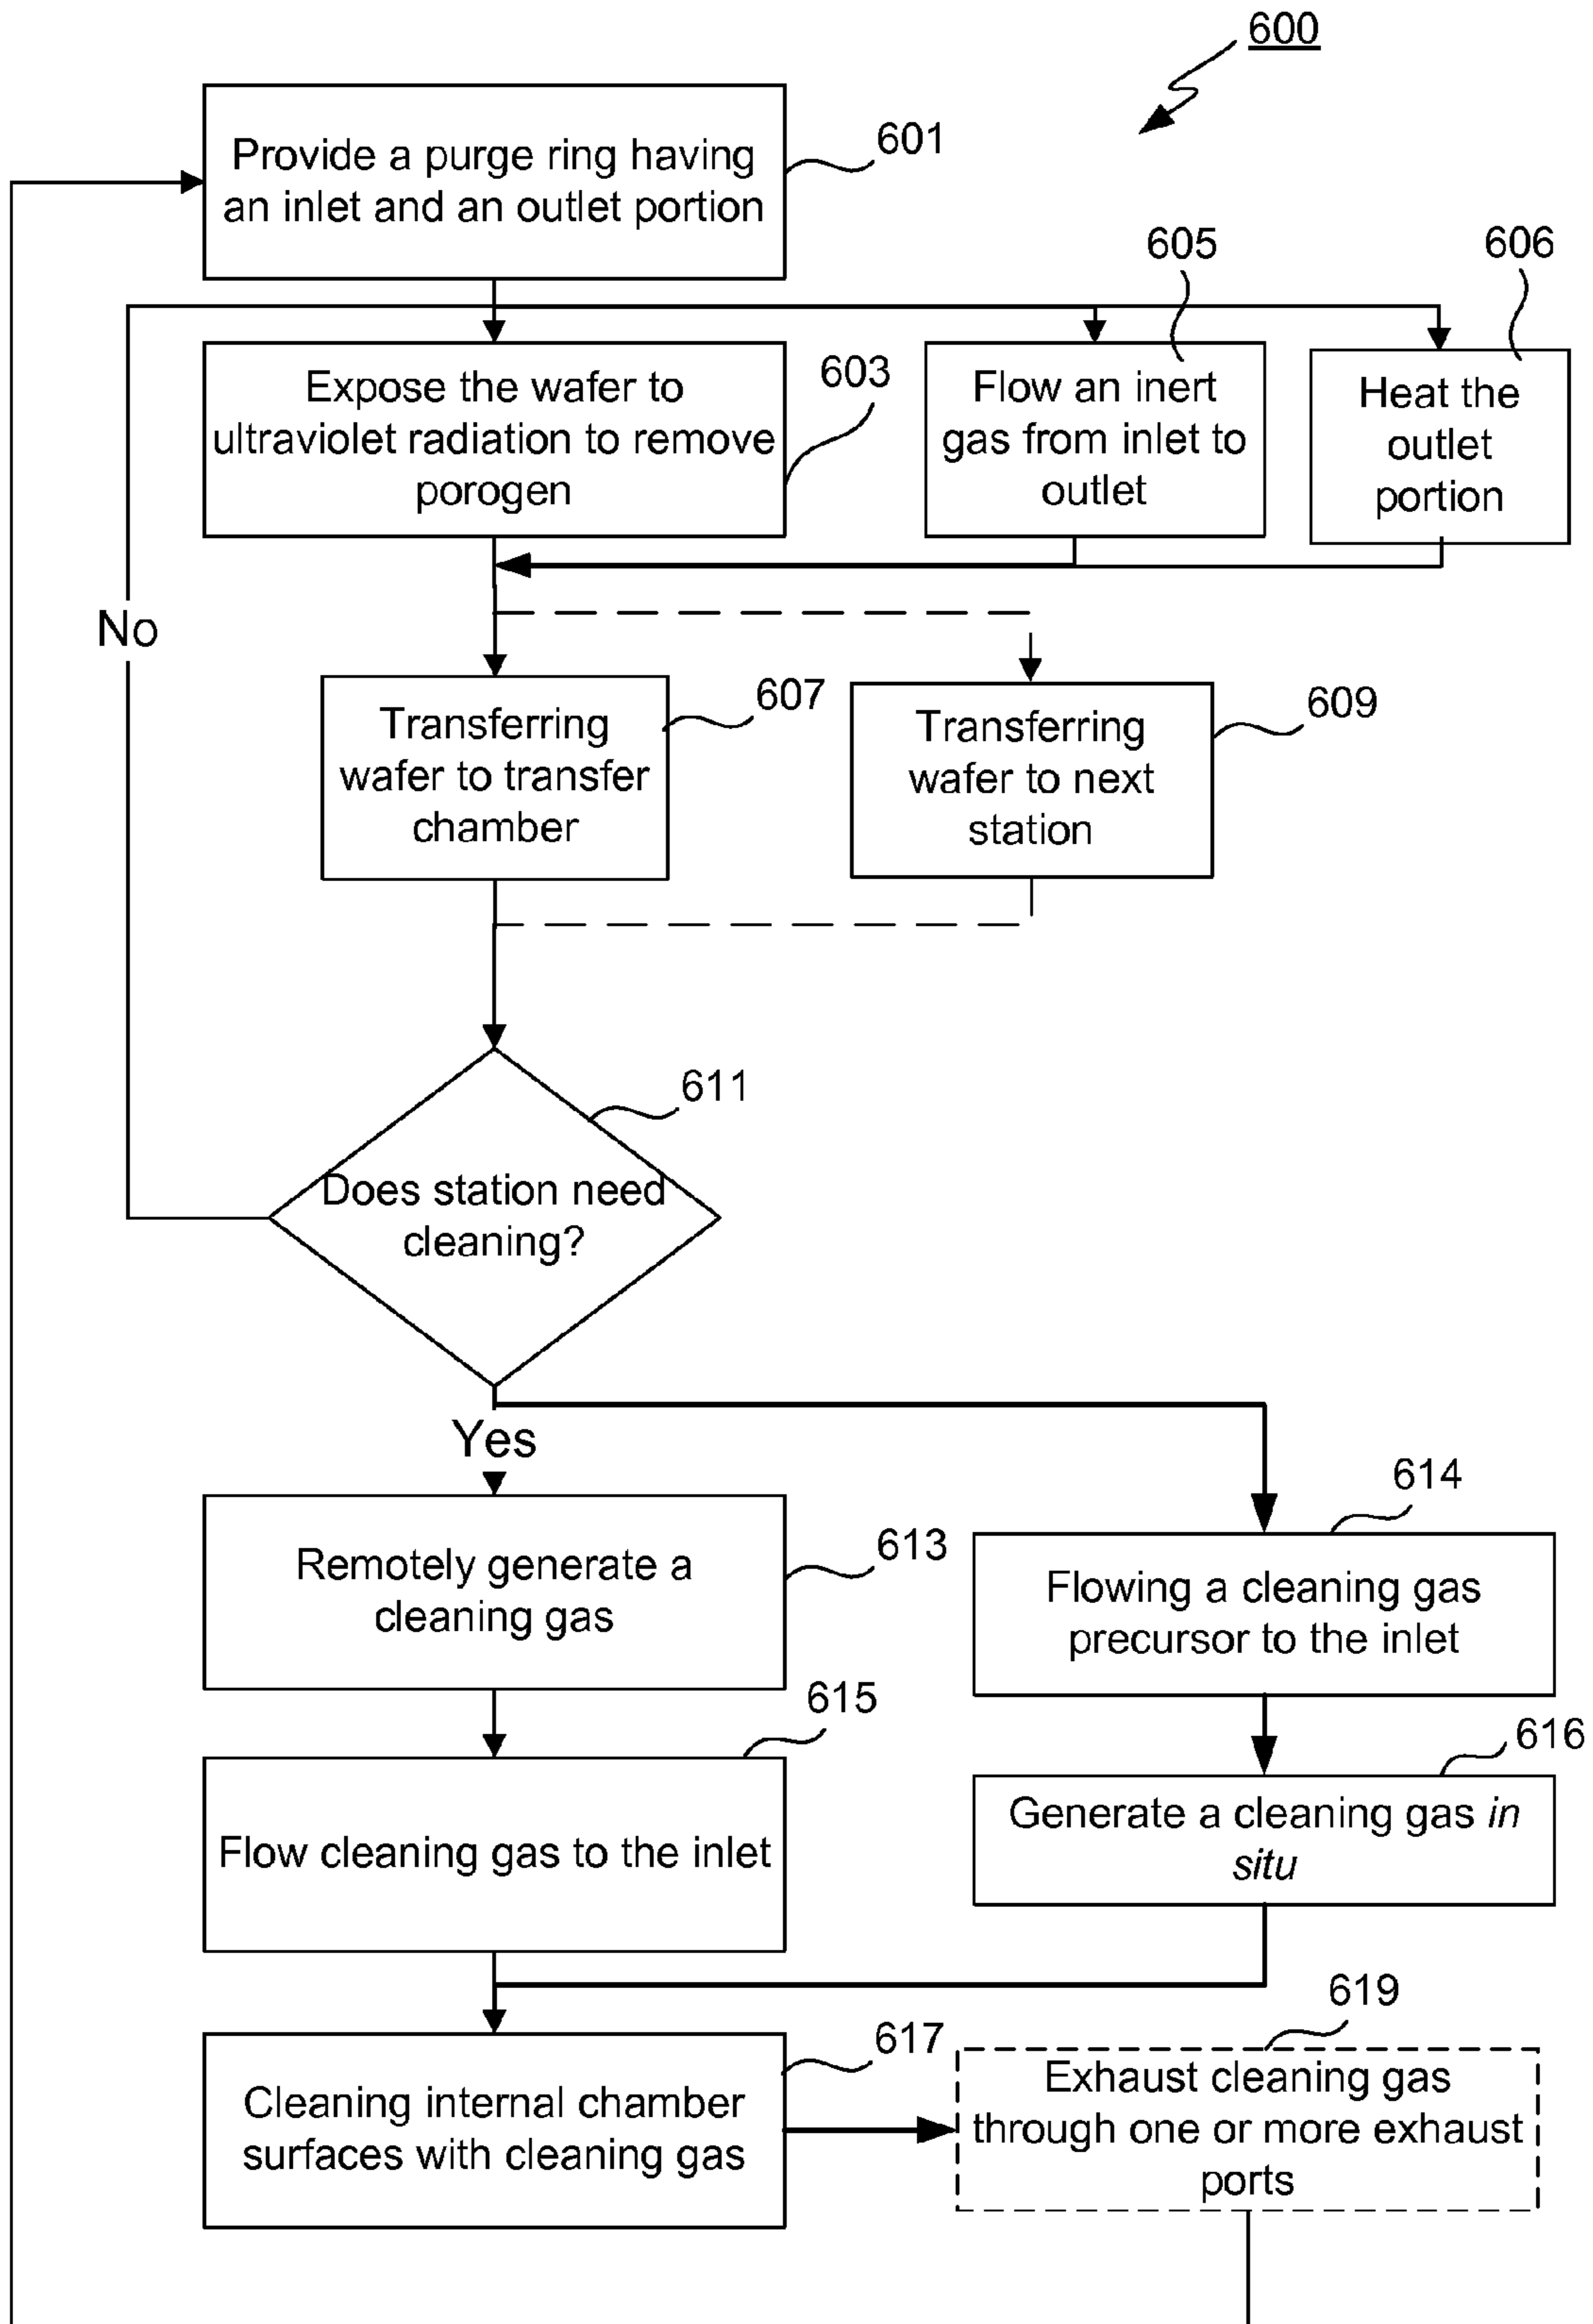 600
Provide a purge ring having
an inlet and an outlet portion
601
605
606
Expose the wafer to
ultraviolet radiation to remove
porogen
603
Flow an inert
gas from inlet to
outlet
Heat the
outlet
portion
No
Transferring
wafer to transfer
chamber
607
Transferring
wafer to next
station
609
611
Does station need
cleaning?
Yes
Remotely generate a
cleaning gas
613
614
Flowing a cleaning gas
precursor to the inlet
615
Flow cleaning gas to the inlet
616
Generate a cleaning gas in
situ
617
Cleaning internal chamber
surfaces with cleaning gas
619
Exhaust cleaning gas
through one or more exhaust
ports